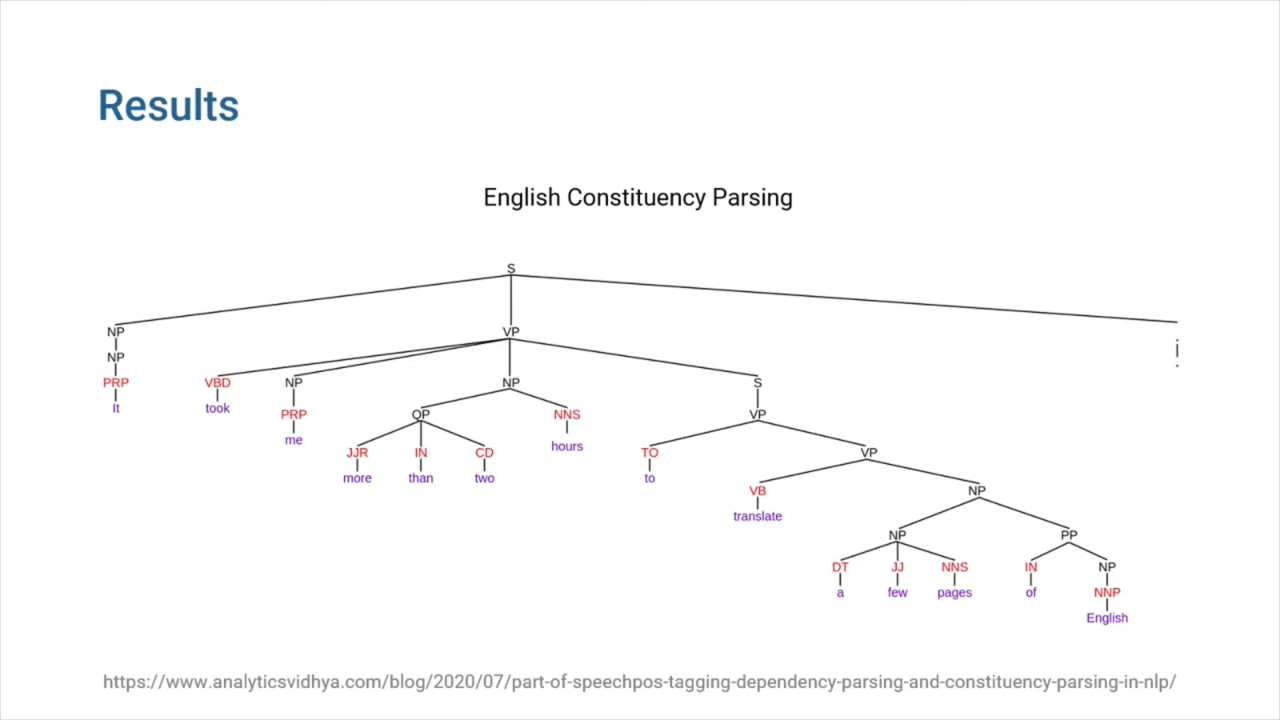 Results
English Constituency Parsing
S
NP VP
NP
PRP VBD NP NP S
It took PRP QP NNS VP
me hours
JJR IN CD TO VP
more than two to
VB NP
translate
NP PP
DT JJ NNS IN NP
a few pages of NNP
English
https://www.analyticsvidhya.com/blog/2020/07/part-of-speechpos-tagging-dependency-parsing-and-constituency-parsing-in-nlp/